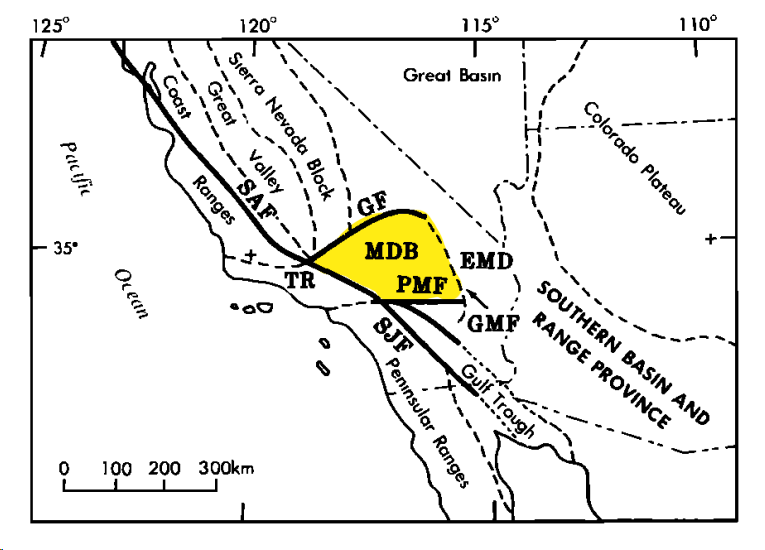 125°
120°
115°
110°
Great Basin
Sierra Nevada Block
Coast
Great
Colorado Plateau
Pacific
Valley
Ranges
SAF
GF
35°
MDB
EMD
TR
PMF
Ocean
SOUTHERN BASIN AND
RANGE PROVINCE
GMF
SJF
Gulf Trough
Peninsular Ranges
0 100 200 300km